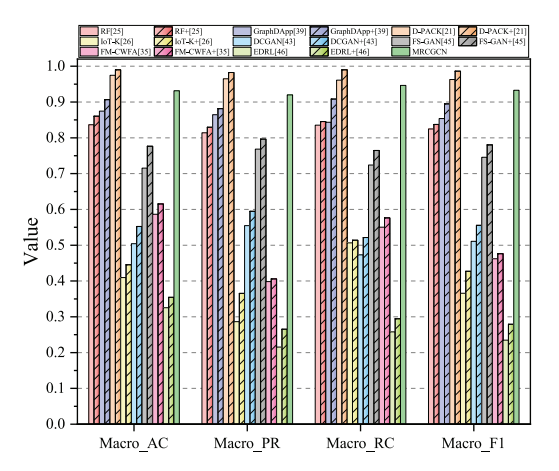 RF[25] RF+[25] GraphDApp[39] GraphDApp+[39] D-PACK[21] D-PACK+[21]
IoT-K[26] IoT-K+[26] DCGAN[43] DCGAN+[43] FS-GAN[45] FS-GAN+[45]
FM-CWFA[35] FM-CWFA+[35] EDRL[46] EDRL+[46] MRCGCN
1.0
0.9
0.8
0.7
0.6
0.5
0.4
0.3
0.2
0.1
0.0
Value
Macro_AC Macro_PR Macro_RC Macro_F1